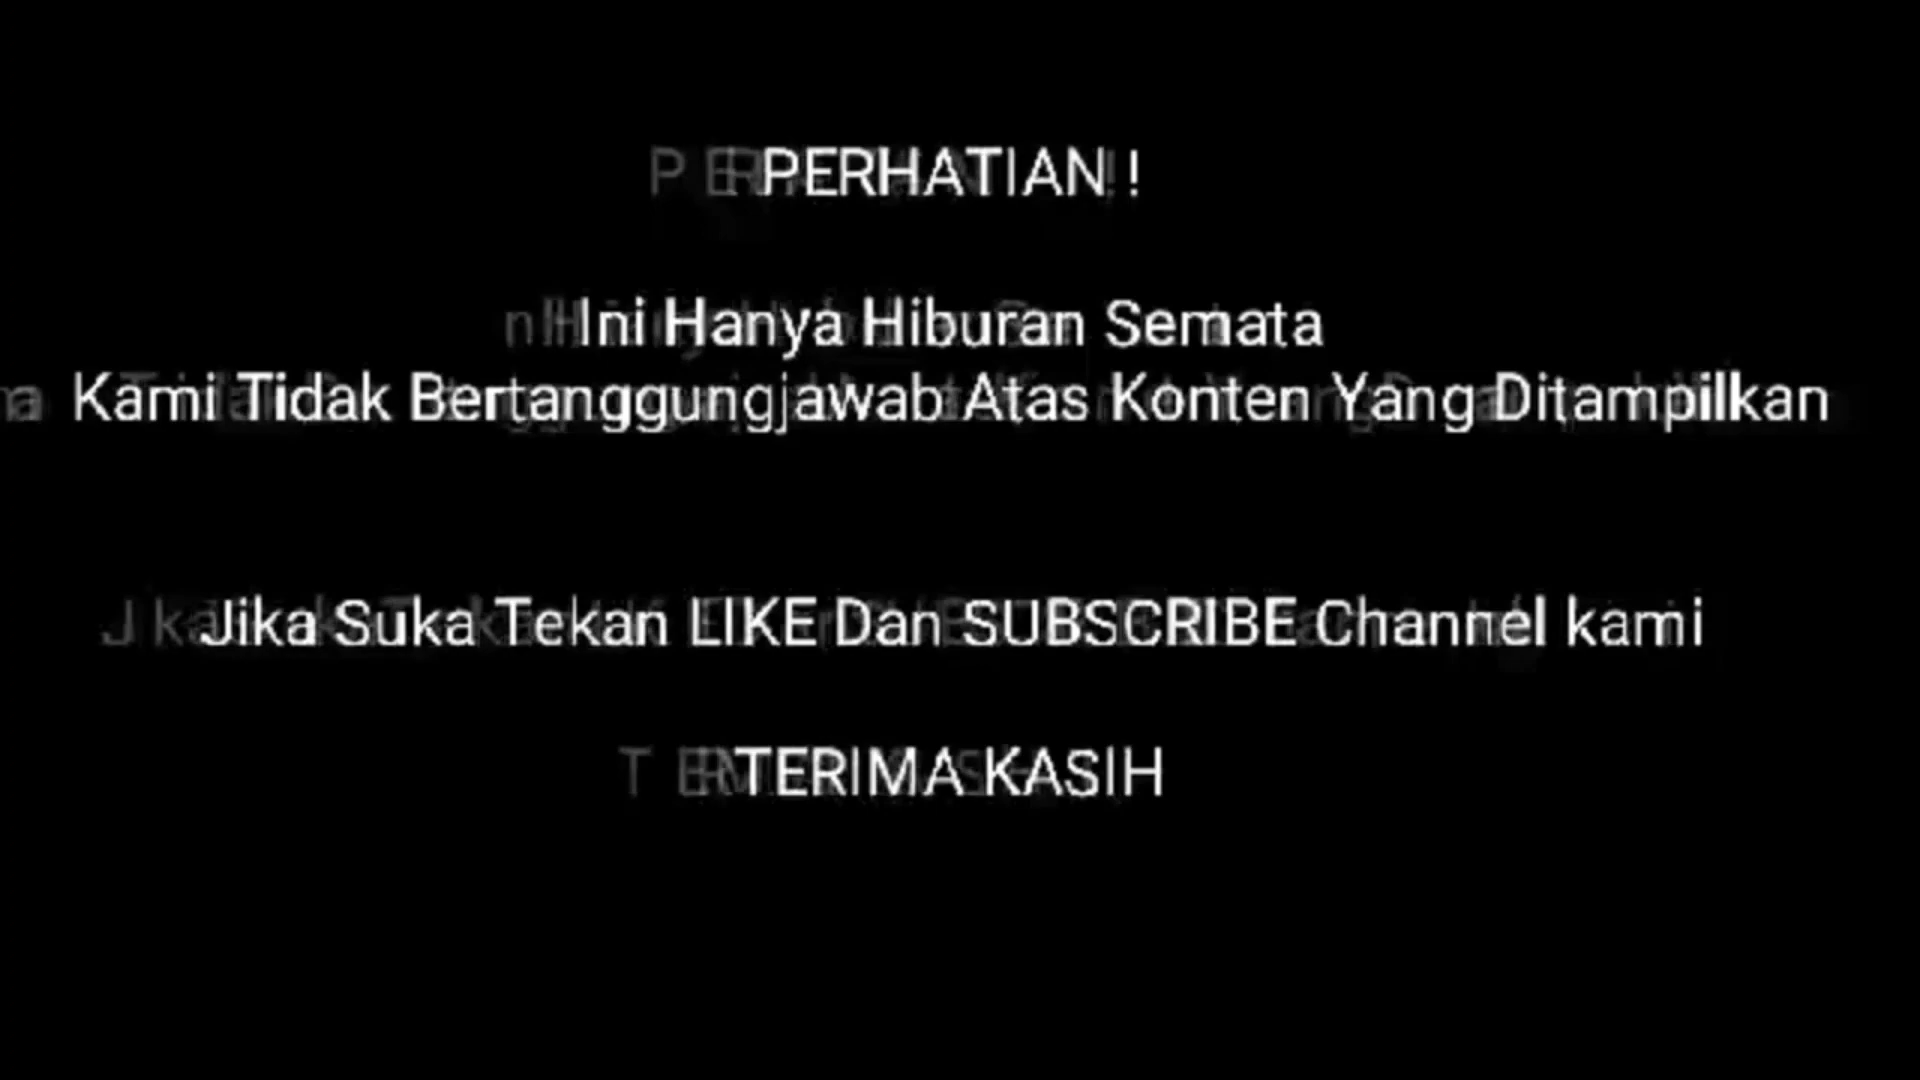 PERHATIAN !
Ini Hanya Hiburan Semata
Kami Tidak Bertanggungjawab Atas Konten Yang Ditampilkan
Jika Suka Tekan LIKE Dan SUBSCRIBE Channel kami
TERIMA KASIH